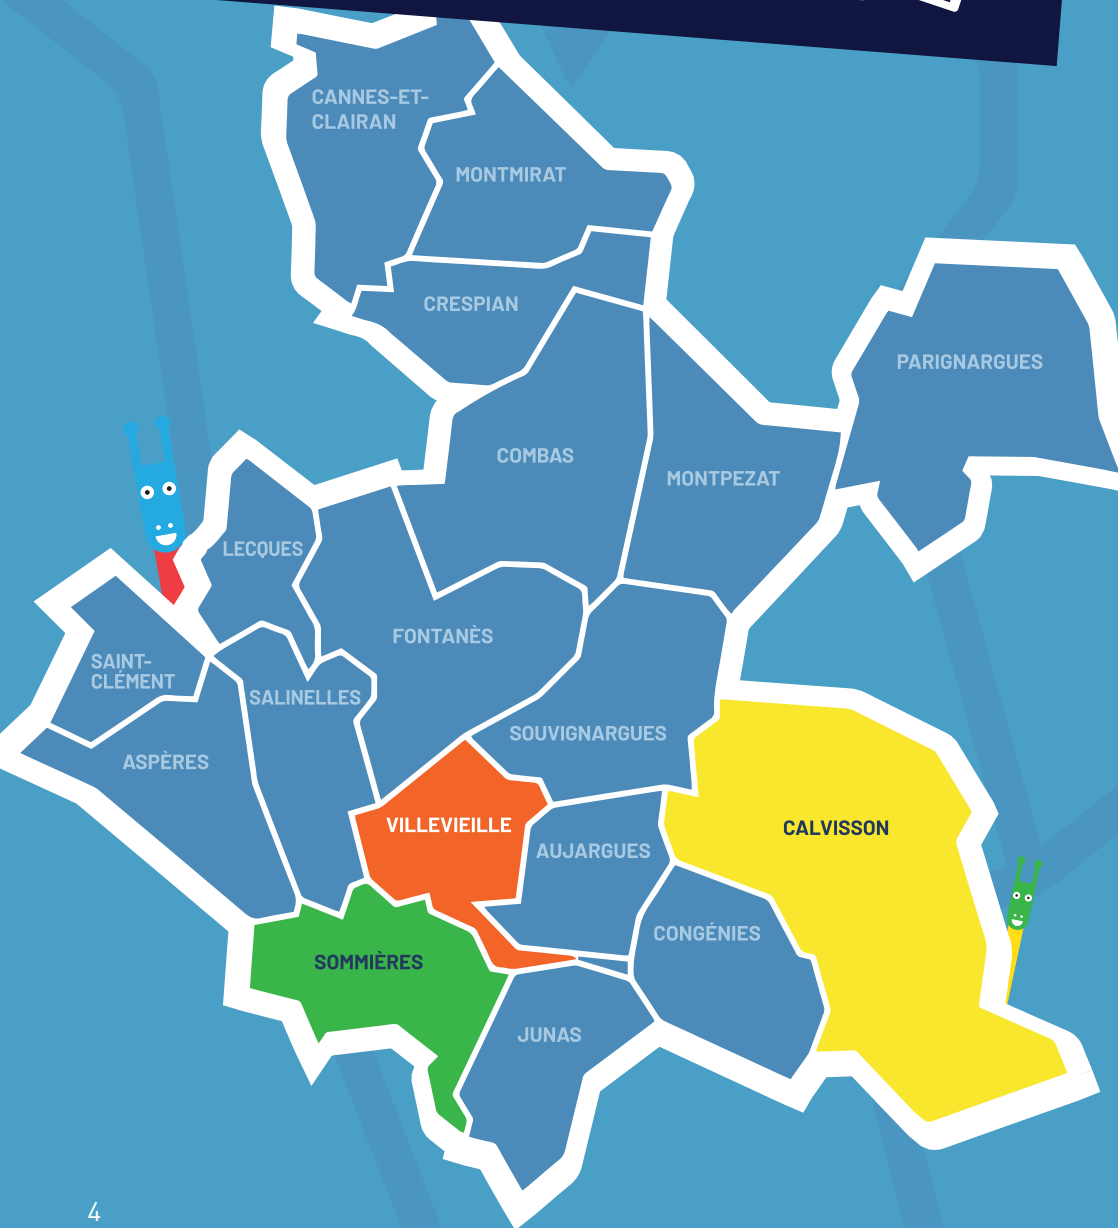 CANNES-ET-
CLAIRAN
MONTMIRAT
CRESPIAN
PARIGNARGUES
COMBAS
MONTPEZAT
LECQUES
FONTANÈS
SAINT-
CLÉMENT
SALINELLES
SOUVIGNARGUES
ASPÈRES
VILLEVIEILLE
CALVISSON
AUJARGUES
CONGÉNIES
SOMMIÈRES
JUNAS
4